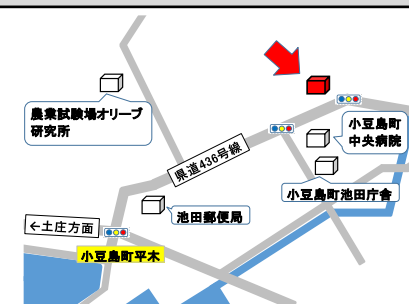 農業試験場オリーブ
研究所
小豆島町
中央病院
県道436号線
小豆島町池田庁舎
池田郵便局
←土庄方面
小豆島町平木